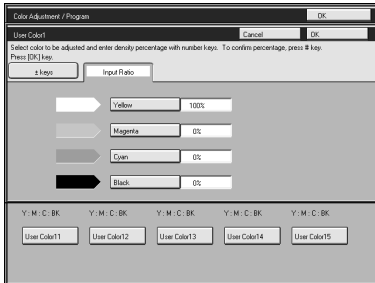 Color Adjustment / Program OK
User Color1 Cancel OK
Select color to be adjusted and enter density percentage with number keys. To confirm percentage, press # key.
Press [OK] key.
± keys Input Ratio
Yellow 100%
Magenta 0%
Cyan 0%
Black 0%
Y : M : C : BK Y : M : C : BK Y : M : C : BK Y : M : C : BK Y : M : C : BK
User Color11 User Color12 User Color13 User Color14 User Color15